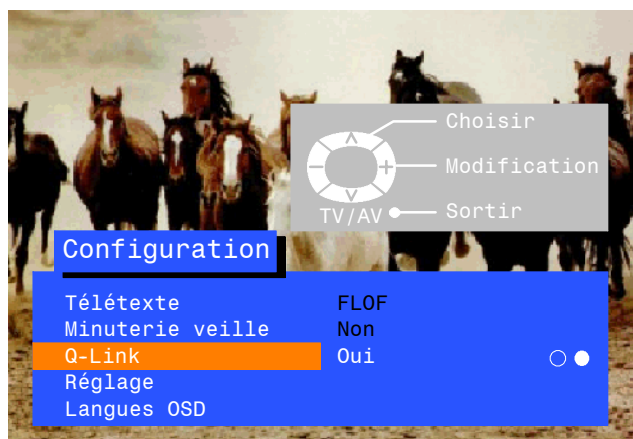 Choisir
Modification
TV/AV Sortir
Configuration
Télétexte FLOF
Minuterie veille Non
Q-Link Oui
Réglage
Langues OSD